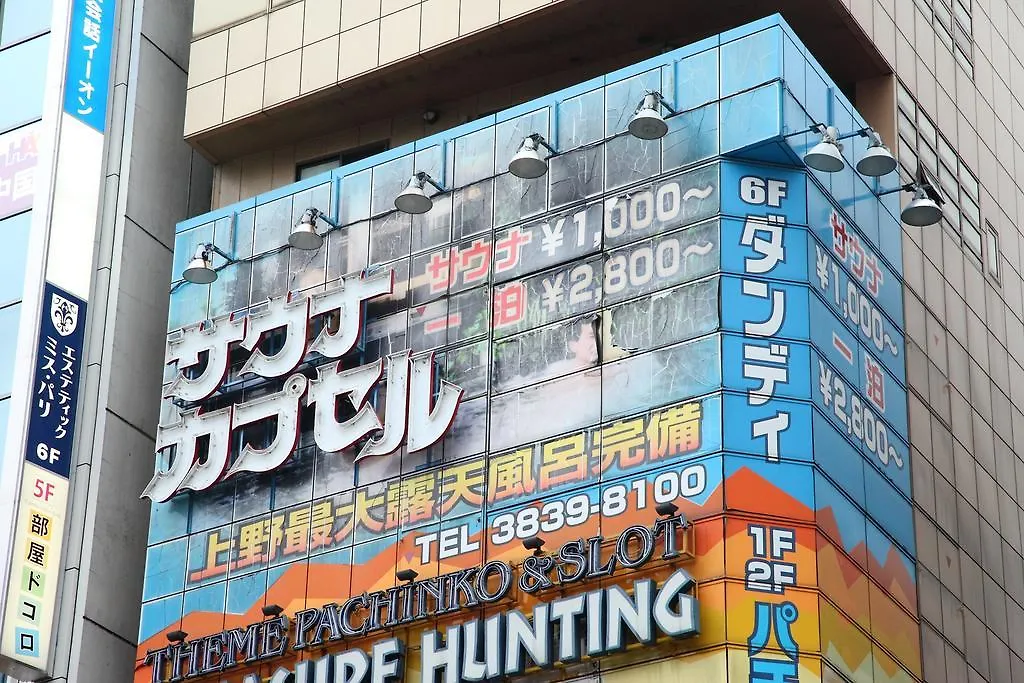 会話イーオン
エステティック
ミス・パリ
6F
5F
部屋ドコロ
サウナ
カプセル
サウナ ¥1,000~
一泊 ¥2,800~
上野最大露天風呂完備
TEL 3839-8100
THEME PACHINKO & SLOT
HUNTING
6F
ダンディ
1F
2F
パチ
サウナ
¥1,000~
一泊
¥2,800~